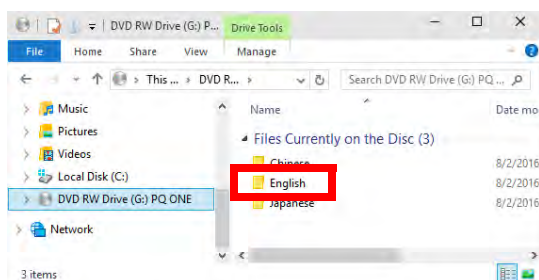 DVD RW Drive (G:) P... Drive Tools
File Home Share View Manage
This ... › DVD R... › Search DVD RW Drive (G:) PQ ...
Music
Pictures
Videos
Local Disk (C:)
DVD RW Drive (G:) PQ ONE
Network
Name Date mo
Files Currently on the Disc (3)
Chinese 8/2/2016
English 8/2/2016
Japanese 8/2/2016
3 items